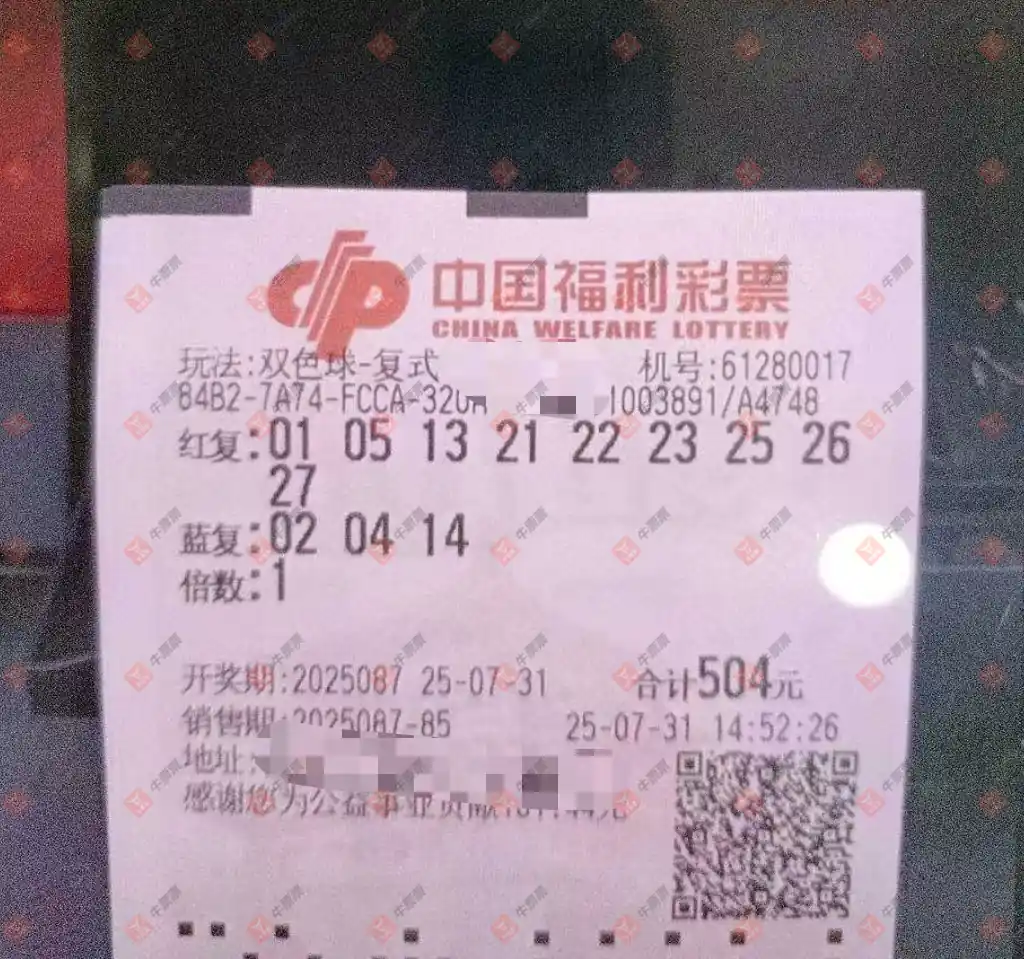 中国福利彩票
CHINA WELFARE LOTTERY
玩法:双色球-复式 机号:61280017
84B2-7A74-FCCA- 1003891/A4748
红复:01 05 13 21 22 23 25 26
27
蓝复:02 04 14
倍数:1
开奖期:2025087 25-07-31 合计504元
销售期:2025087-85 25-07-31 14:52:26
地址:
感谢您为公益事业贡献 元
牛票票